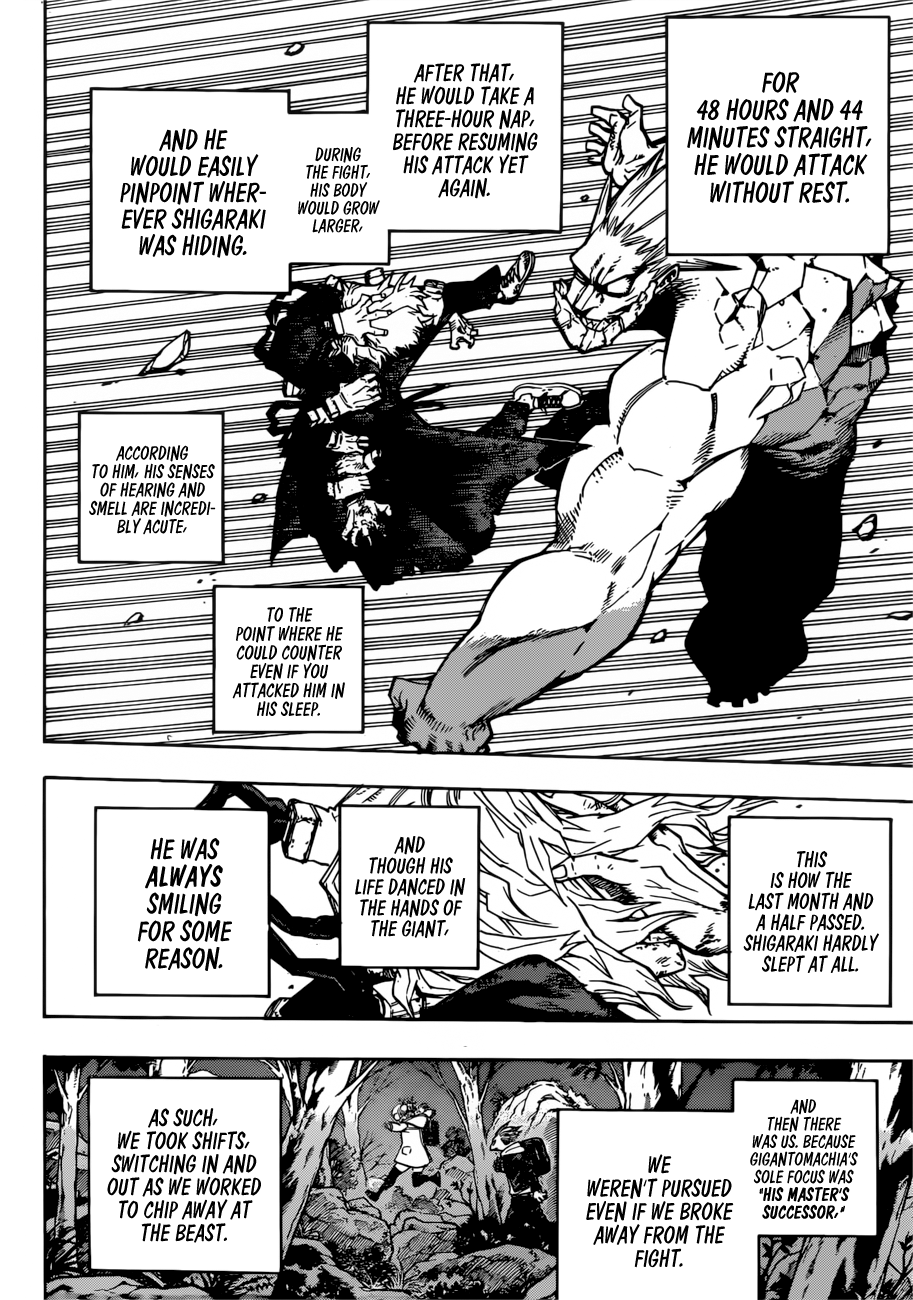 FOR
48 HOURS AND 44
MINUTES STRAIGHT,
HE WOULD ATTACK
WITHOUT REST.
AFTER THAT,
HE WOULD TAKE A
THREE-HOUR NAP,
BEFORE RESUMING
HIS ATTACK YET
AGAIN.
DURING
THE FIGHT,
HIS BODY
WOULD GROW
LARGER,
AND HE
WOULD EASILY
PINPOINT WHER-
EVER SHIGARAKI
WAS HIDING.
ACCORDING
TO HIM, HIS SENSES
OF HEARING AND
SMELL ARE INCREDI-
BLY ACUTE,
TO THE
POINT WHERE HE
COULD COUNTER
EVEN IF YOU
ATTACKED HIM IN
HIS SLEEP.
THIS
IS HOW THE
LAST MONTH AND
A HALF PASSED.
SHIGARAKI HARDLY
SLEPT AT ALL.
AND
THOUGH HIS
LIFE DANCED IN
THE HANDS OF
THE GIANT,
HE WAS
ALWAYS
SMILING
FOR SOME
REASON.
AND
THEN THERE
WAS US. BECAUSE
GIGANTOMACHIA'S
SOLE FOCUS WAS
"HIS MASTER'S
SUCCESSOR,"
WE
WEREN'T PURSUED
EVEN IF WE BROKE
AWAY FROM THE
FIGHT.
AS SUCH,
WE TOOK SHIFTS,
SWITCHING IN AND
OUT AS WE WORKED
TO CHIP AWAY AT
THE BEAST.